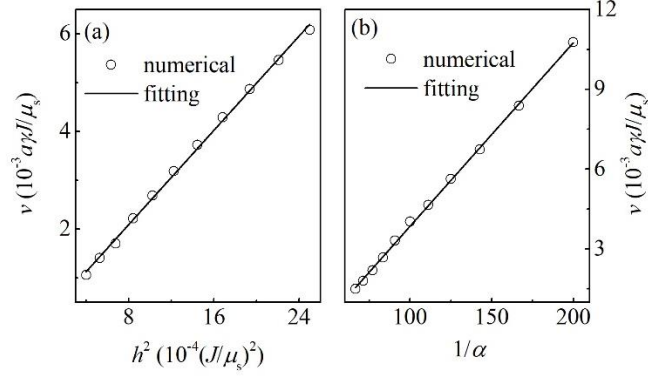 (a)
numerical
fitting
6
4
2
v (10⁻³ aγJ/μₛ)
8
16
24
h² (10⁻⁴(J/μₛ)²)
(b)
numerical
fitting
12
9
6
3
v (10⁻³ aγJ/μₛ)
100
150
200
1/α